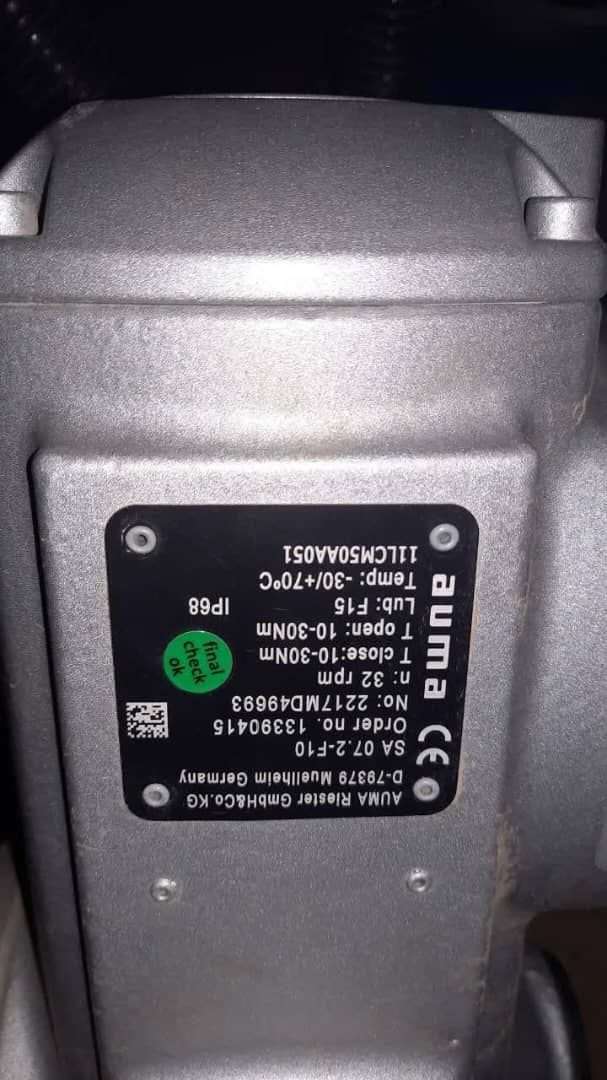 AUMA Riester GmbH&Co.KG
D-79379 Muellheim Germany
SA 07.2-F10
Order no. 13390415
No: 2217MD49693
n: 32 rpm
T close:10-30Nm
T open: 10-30Nm
Lub: F15 IP68
Temp: -30/+70°C
11LCM50AA051
CE auma
final
check
ok